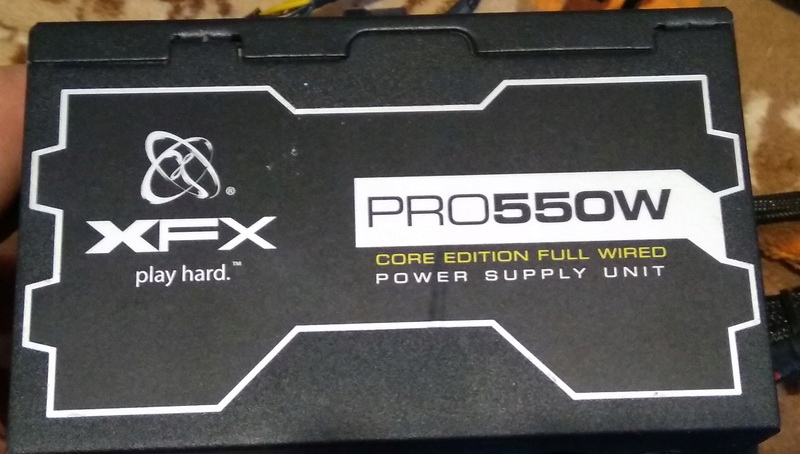 ®
XFX
play hard.™
PRO550W
CORE EDITION FULL WIRED
POWER SUPPLY UNIT